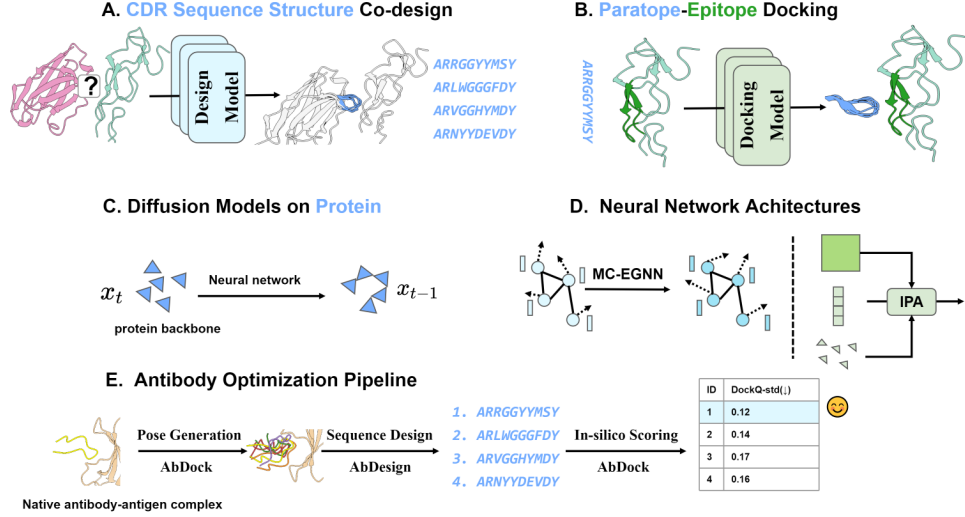 A. CDR Sequence Structure Co-design
?
Design
Model
ARRGGYYMSY
ARLWGGGFDY
ARVGGHYMDY
ARNYYDEVDY
B. Paratope-Epitope Docking
ARRGGYYMSY
Docking
Model
C. Diffusion Models on Protein
x_t
Neural network
x_{t−1}
protein backbone
D. Neural Network Achitectures
MC-EGNN
IPA
E. Antibody Optimization Pipeline
Pose Generation
AbDock
Sequence Design
AbDesign
1. ARRGGYYMSY
2. ARLWGGGFDY
3. ARVGGHYMDY
4. ARNYYDEVDY
In-silico Scoring
AbDock
ID DockQ-std(↓)
1 0.12
2 0.14
3 0.17
4 0.16
Native antibody-antigen complex